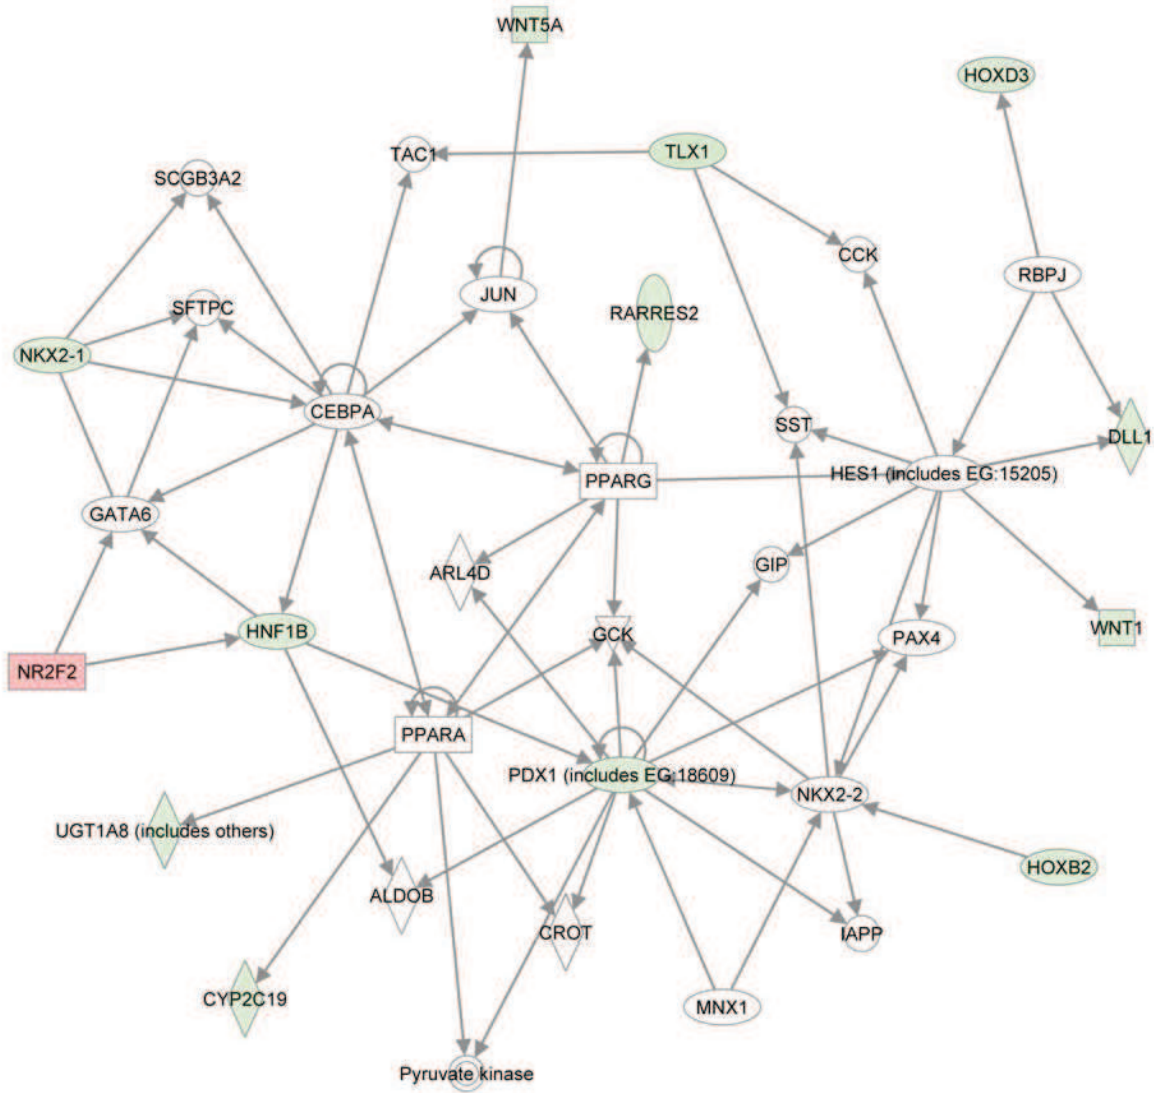 WNT5A
HOXD3
TAC1
TLX1
SCGB3A2
CCK
RBPJ
JUN
SFTPC
RARRES2
NKX2-1
CEBPA
SST
DLL1
PPARG
HES1 (includes EG:15205)
GATA6
ARL4D
GIP
HNF1B
GCK
PAX4
WNT1
NR2F2
PPARA
PDX1 (includes EG:18609)
NKX2-2
UGT1A8 (includes others)
HOXB2
ALDOB
CROT
IAPP
CYP2C19
MNX1
Pyruvate kinase